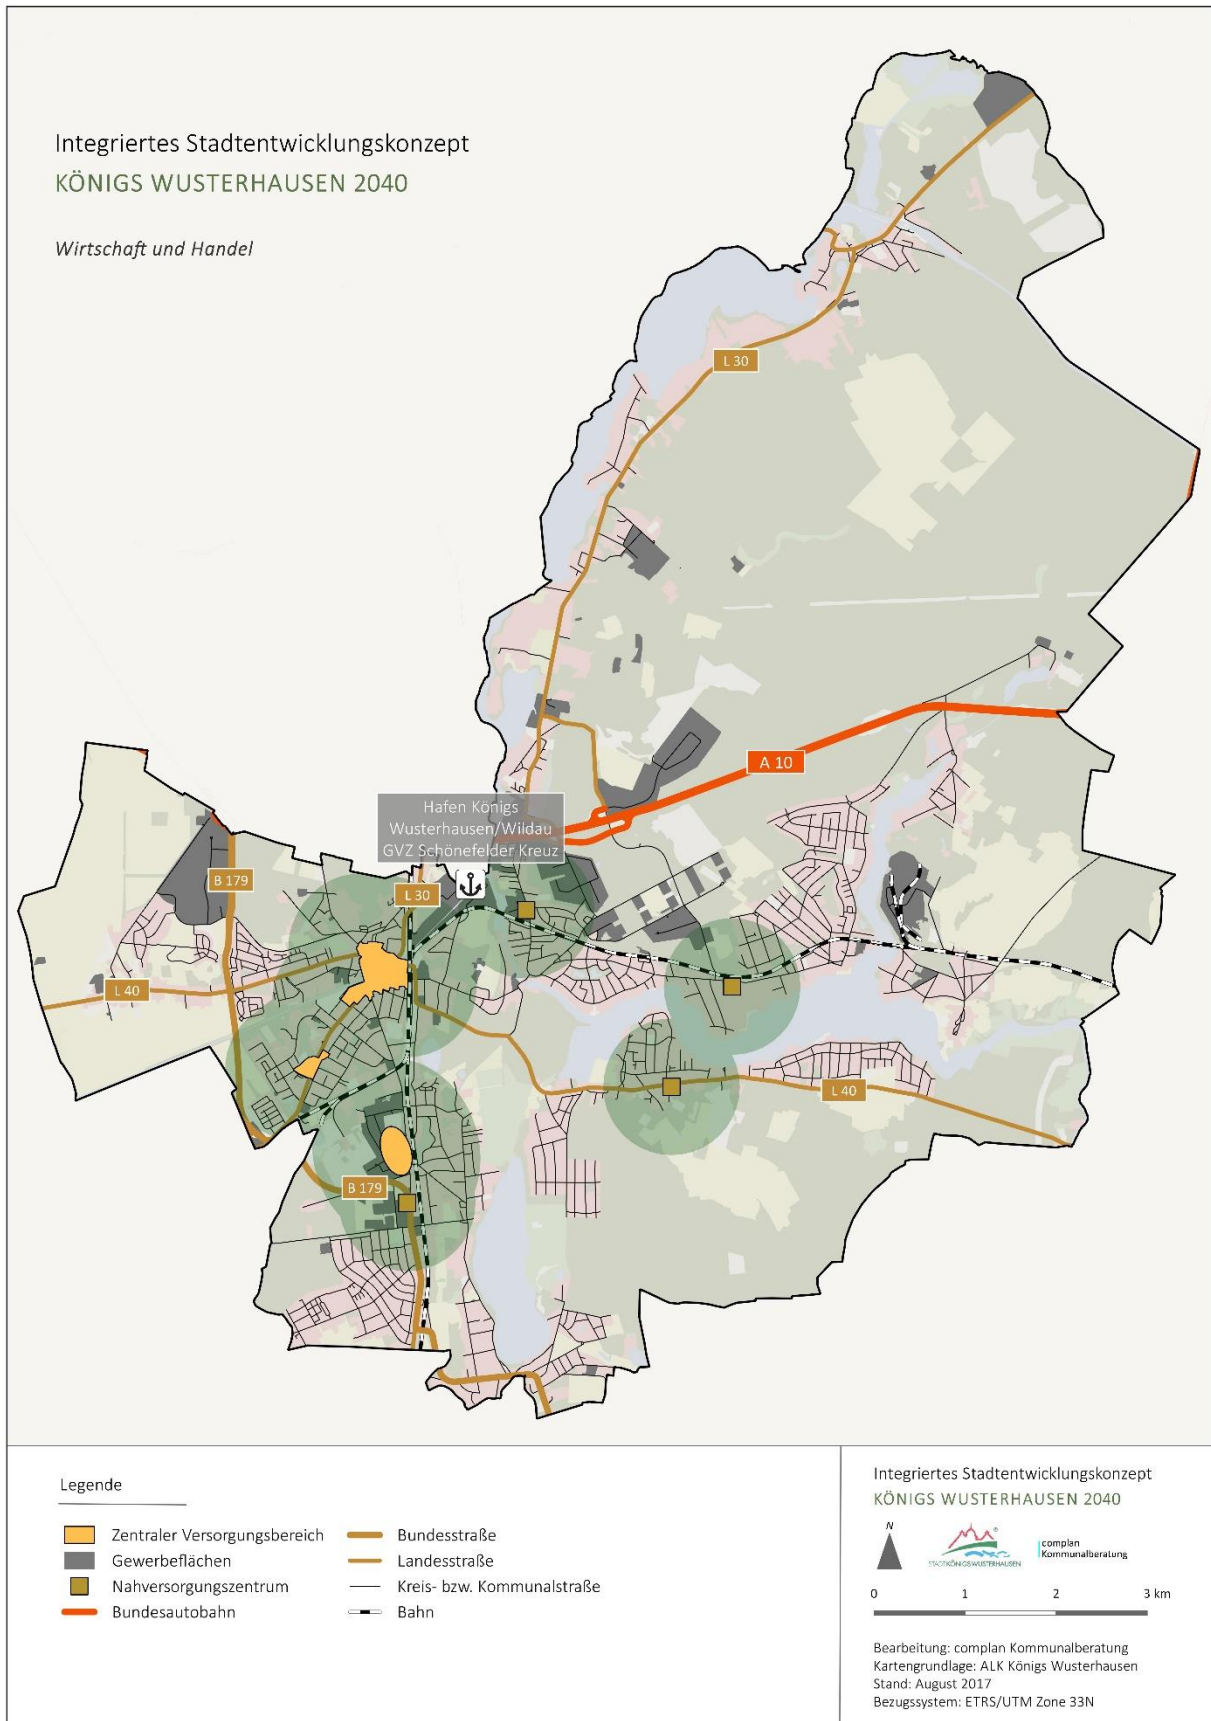 Integriertes Stadtentwicklungskonzept
KÖNIGS WUSTERHAUSEN 2040
Wirtschaft und Handel
L 30
A 10
Hafen Königs
Wusterhausen/Wildau
GVZ Schönefelder Kreuz
B 179
L 30
L 40
L 40
B 179
Legende
Zentraler Versorgungsbereich
Gewerbeflächen
Nahversorgungszentrum
Bundesautobahn
Bundesstraße
Landesstraße
Kreis- bzw. Kommunalstraße
Bahn
Integriertes Stadtentwicklungskonzept
KÖNIGS WUSTERHAUSEN 2040
N
STADTKÖNIGSWUSTERHAUSEN
complan
Kommunalberatung
0 1 2 3 km
Bearbeitung: complan Kommunalberatung
Kartengrundlage: ALK Königs Wusterhausen
Stand: August 2017
Bezugssystem: ETRS/UTM Zone 33N